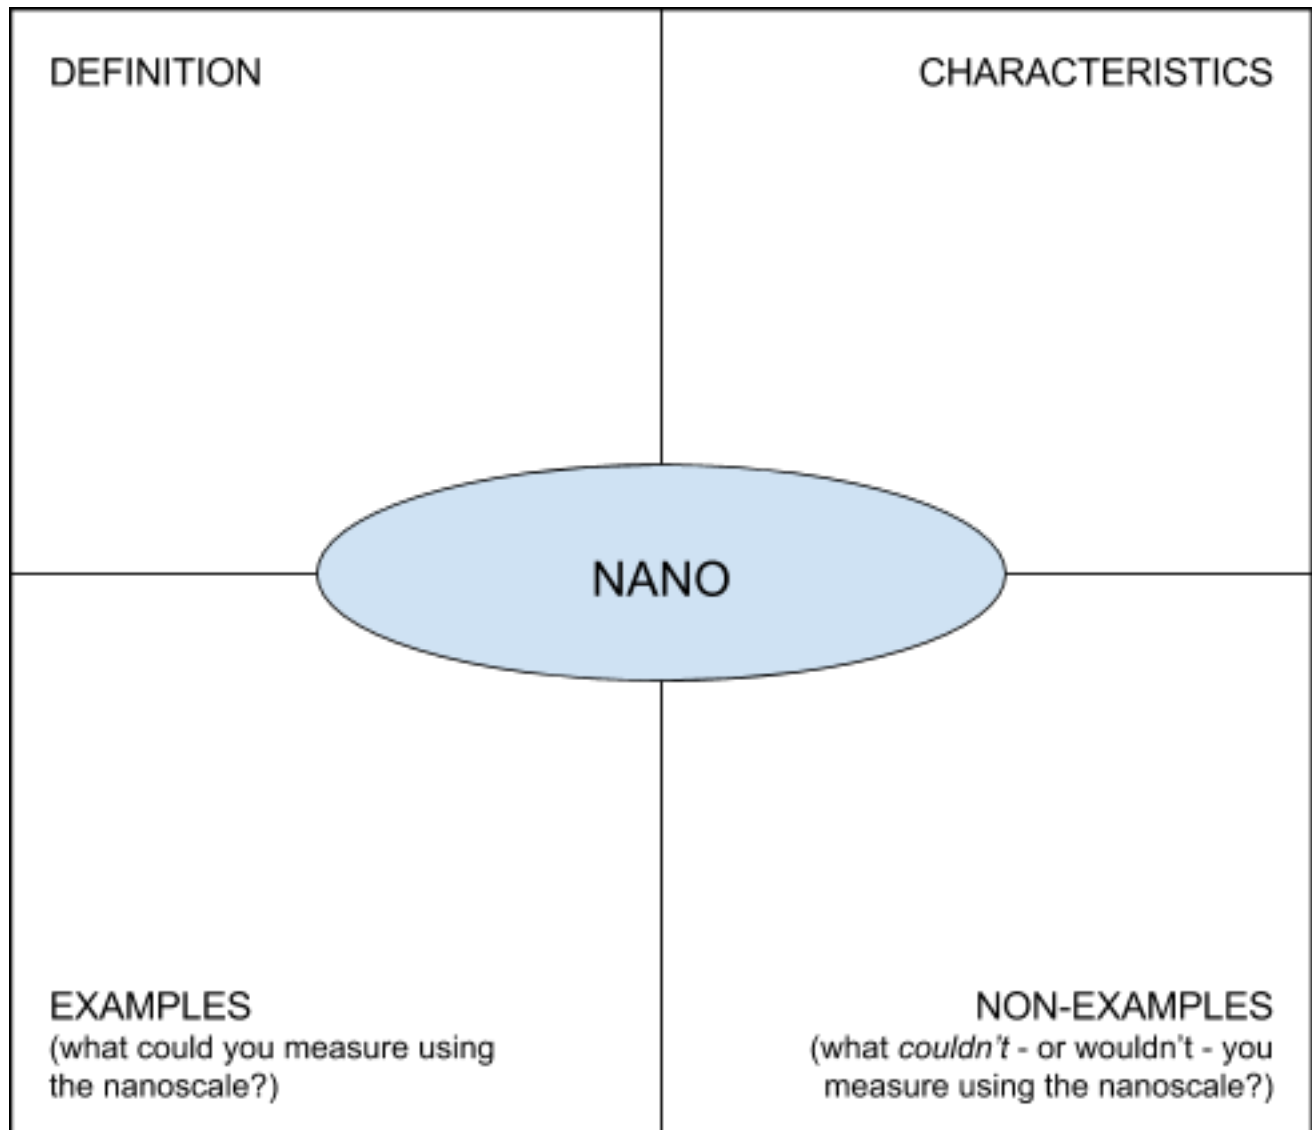 DEFINITION
CHARACTERISTICS
NANO
EXAMPLES
(what could you measure using
the nanoscale?)
NON-EXAMPLES
(what couldn't - or wouldn't - you
measure using the nanoscale?)